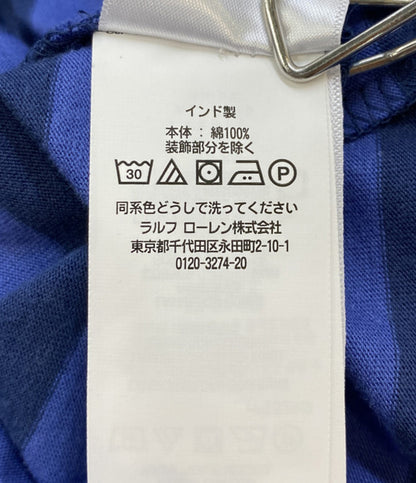 インド製
本体 : 綿100%
装飾部分を除く
30 P
同系色どうしで洗ってください
ラルフ ローレン株式会社
東京都千代田区永田町2-10-1
0120-3274-20